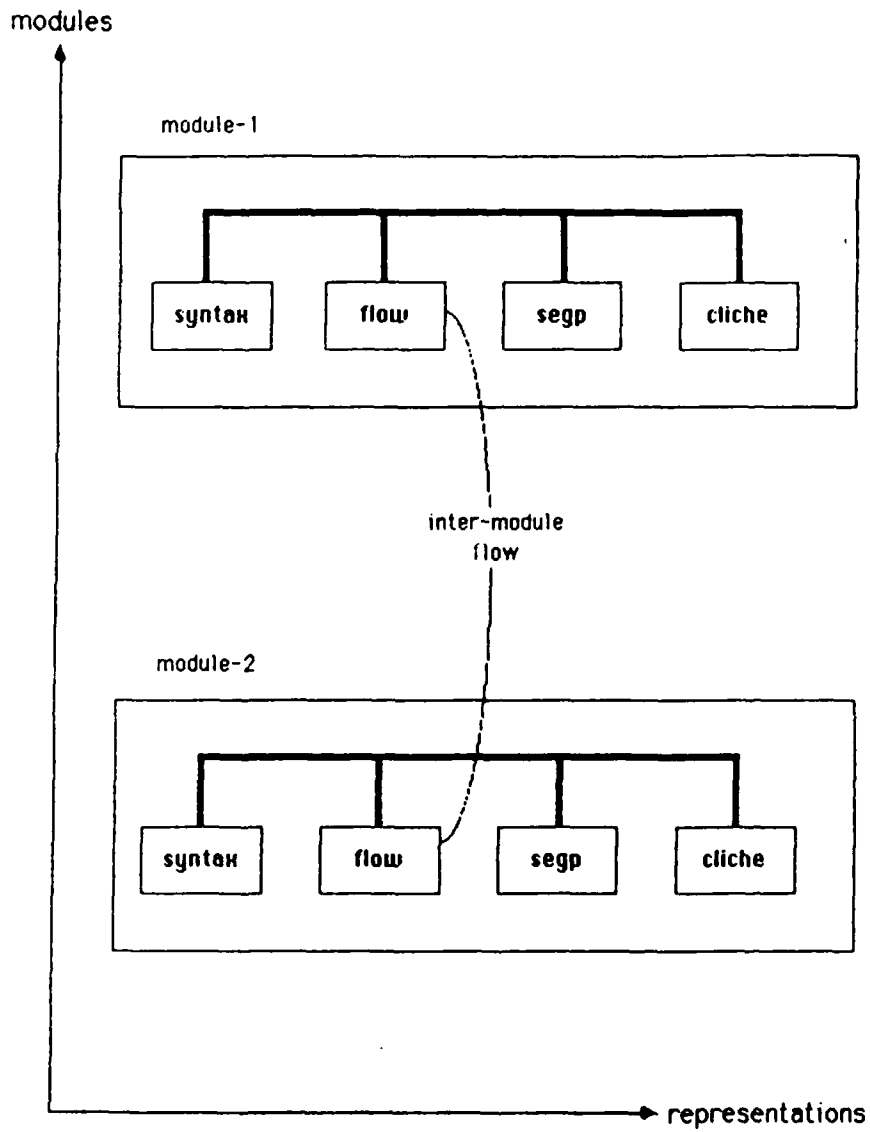 modules
module-1
syntax
flow
segp
cliche
inter-module
flow
module-2
syntax
flow
segp
cliche
representations